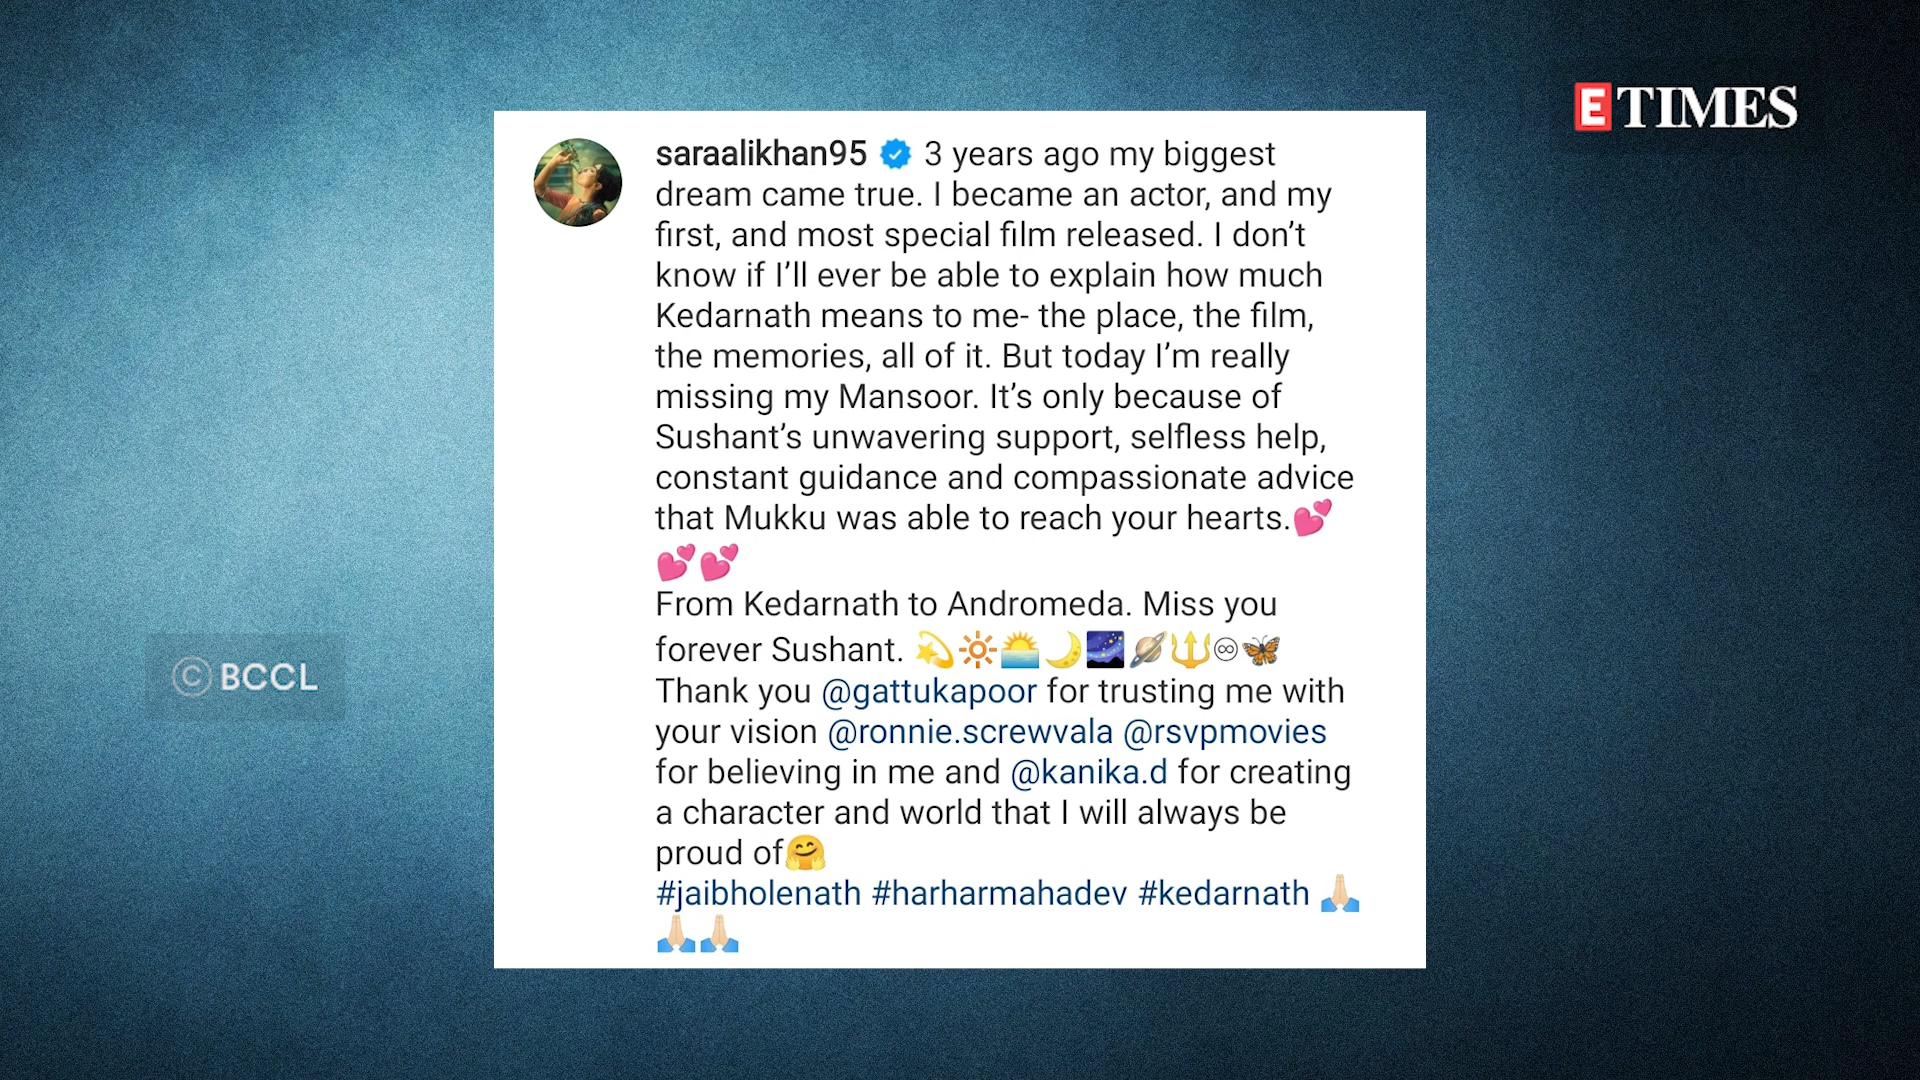 ETIMES
saraalikhan95 3 years ago my biggest
dream came true. I became an actor, and my
first, and most special film released. I don’t
know if I’ll ever be able to explain how much
Kedarnath means to me- the place, the film,
the memories, all of it. But today I’m really
missing my Mansoor. It’s only because of
Sushant’s unwavering support, selfless help,
constant guidance and compassionate advice
that Mukku was able to reach your hearts.💕
💕💕
From Kedarnath to Andromeda. Miss you
forever Sushant. 💫🔆🌅🌙🌌🪐🔱♾🦋
Thank you @gattukapoor for trusting me with
your vision @ronnie.screwvala @rsvpmovies
for believing in me and @kanika.d for creating
a character and world that I will always be
proud of🤗
#jaibholenath #harharmahadev #kedarnath 🙏🏻
🙏🏻🙏🏻
© BCCL